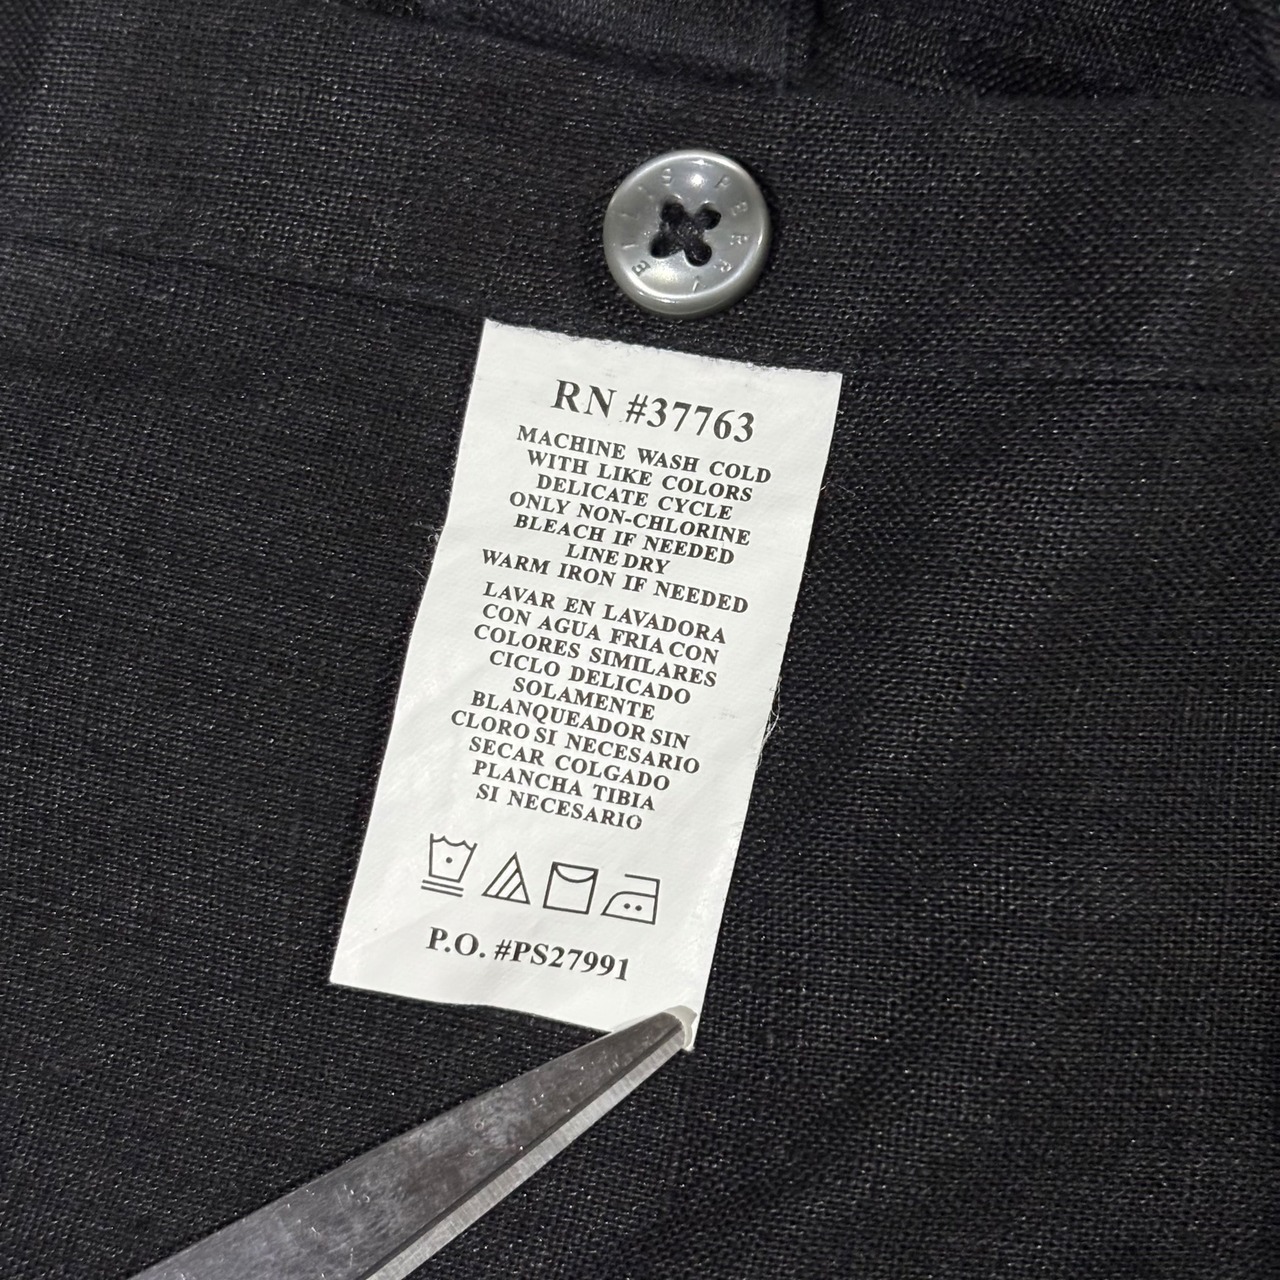 PERRY ELLIS
RN #37763
MACHINE WASH COLD
WITH LIKE COLORS
DELICATE CYCLE
ONLY NON-CHLORINE
BLEACH IF NEEDED
LINE DRY
WARM IRON IF NEEDED
LAVAR EN LAVADORA
CON AGUA FRIA CON
COLORES SIMILARES
CICLO DELICADO
SOLAMENTE
BLANQUEADOR SIN
CLORO SI NECESARIO
SECAR COLGADO
PLANCHA TIBIA
SI NECESARIO
P.O. #PS27991